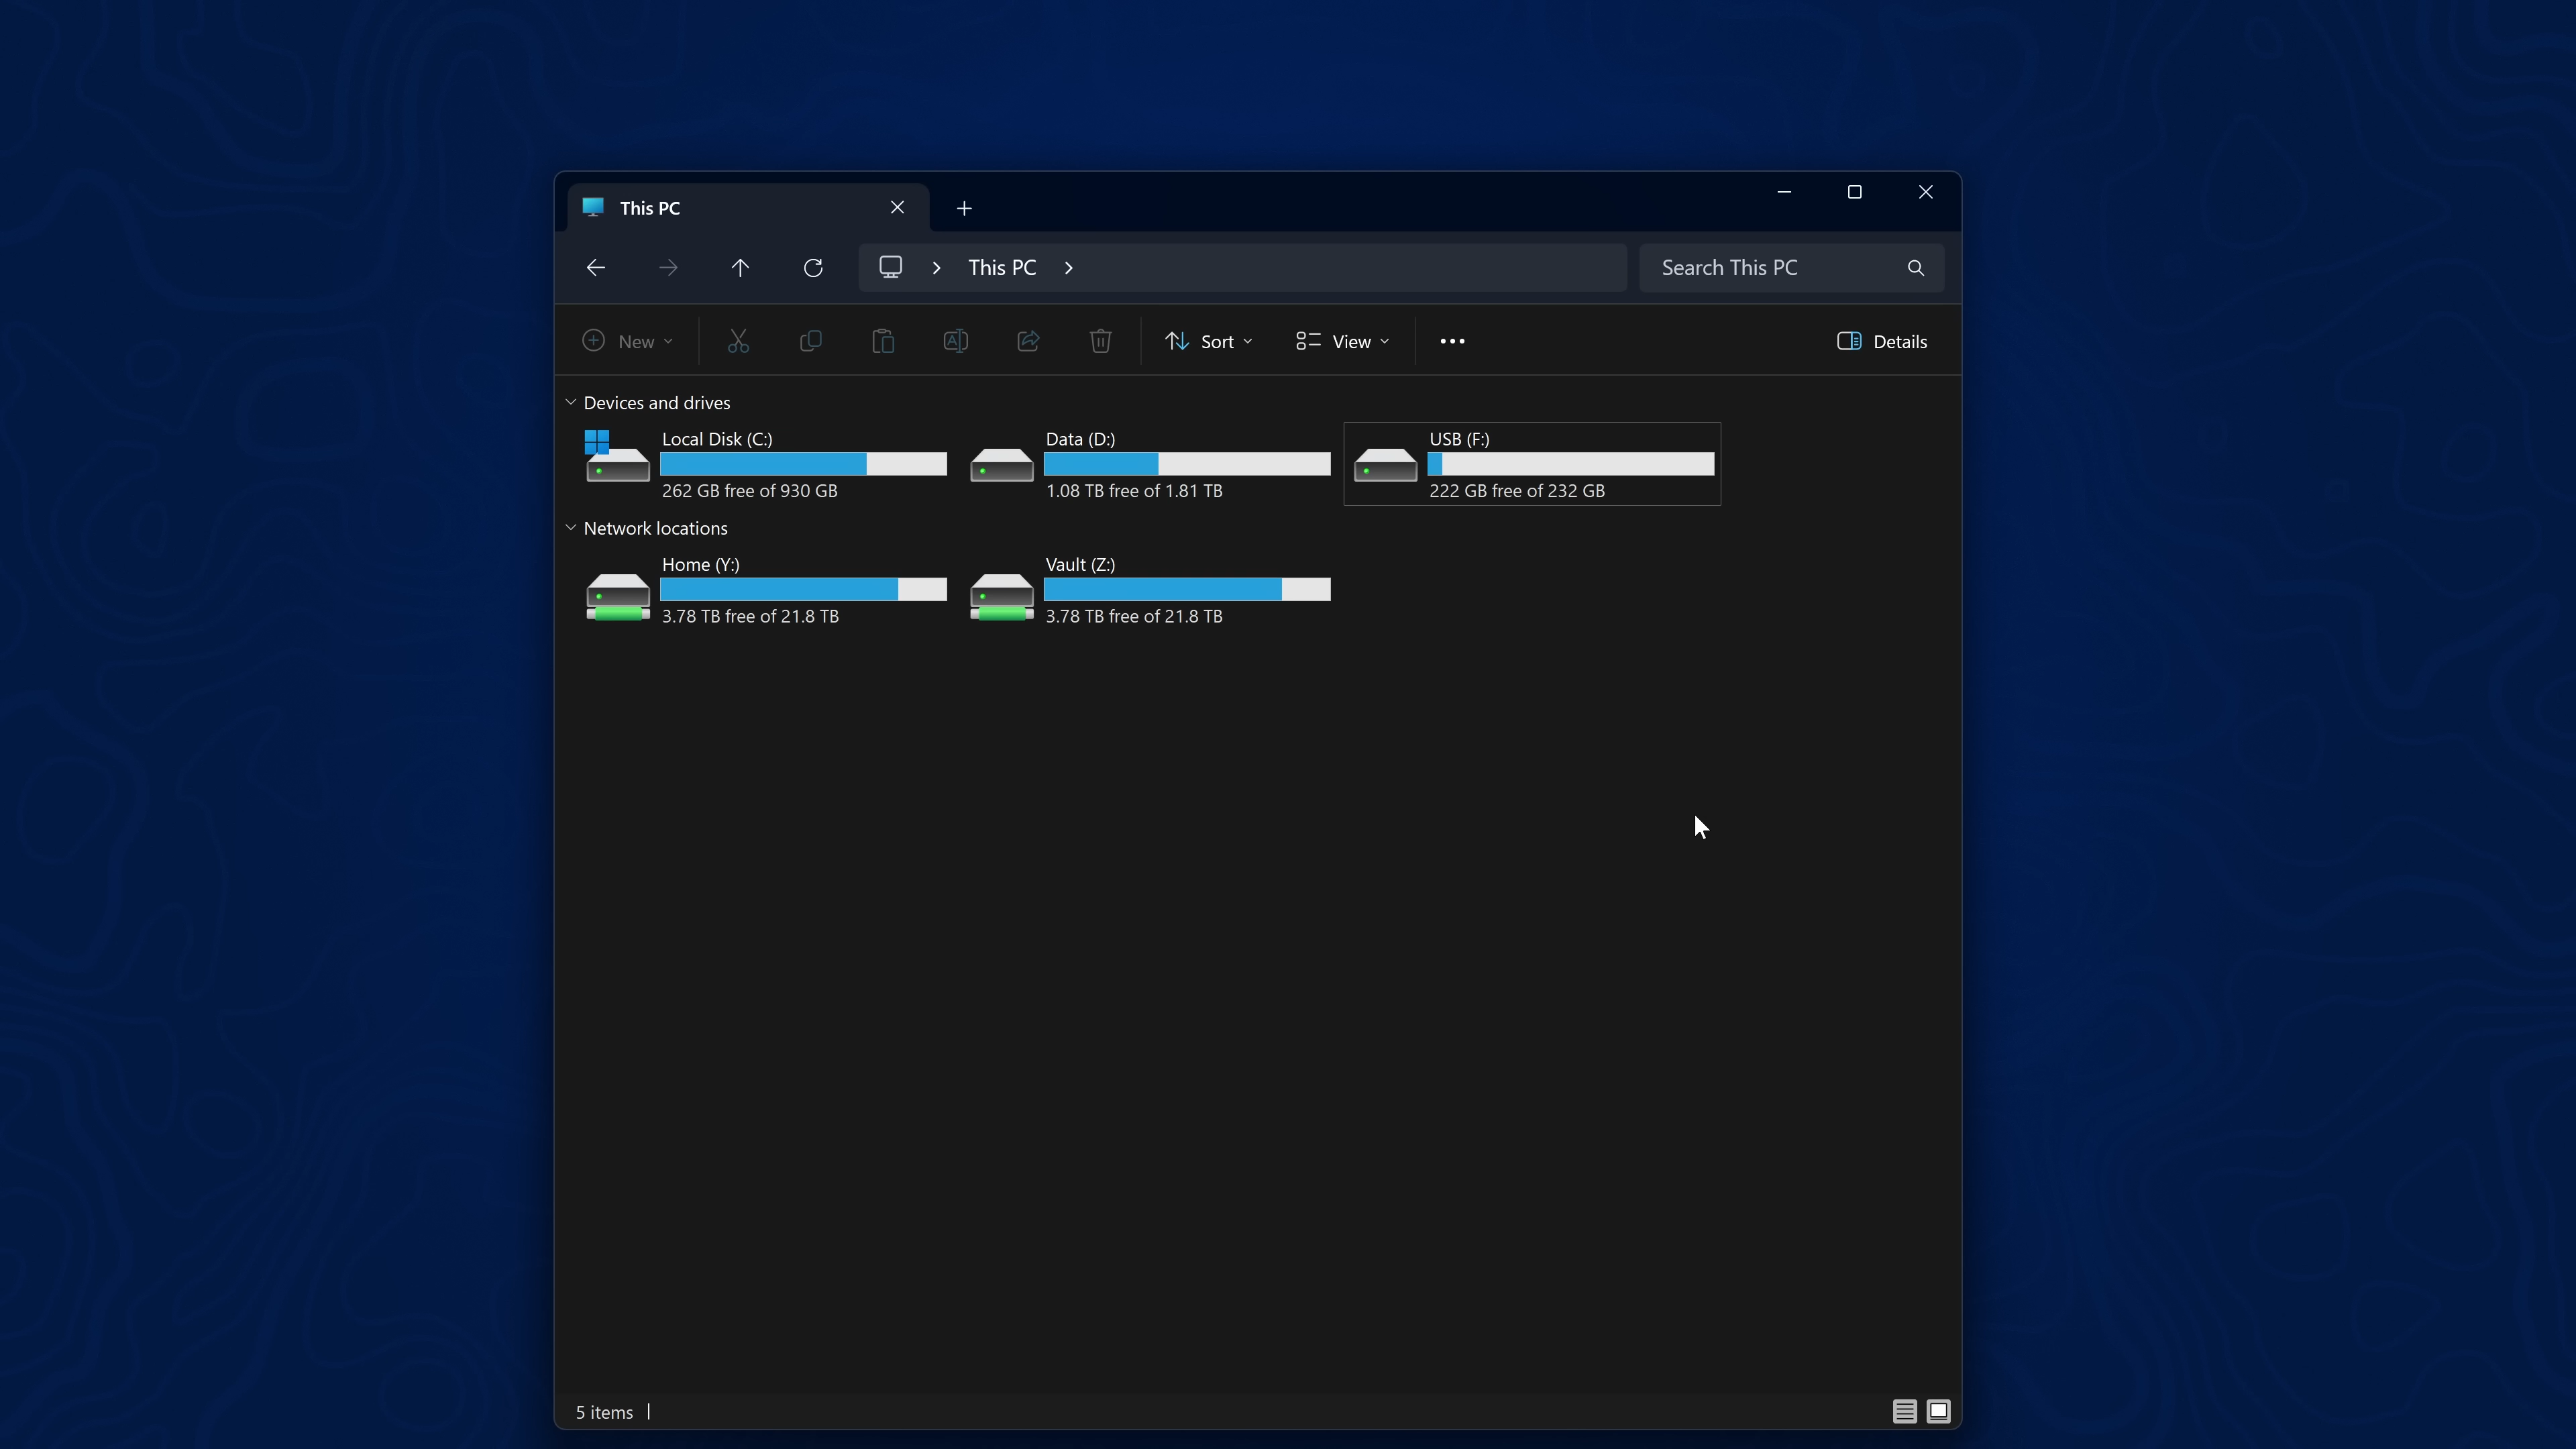 This PC
This PC
Search This PC
New
Sort
View
Details
Devices and drives
Local Disk (C:)
262 GB free of 930 GB
Data (D:)
1.08 TB free of 1.81 TB
USB (F:)
222 GB free of 232 GB
Network locations
Home (Y:)
3.78 TB free of 21.8 TB
Vault (Z:)
3.78 TB free of 21.8 TB
5 items